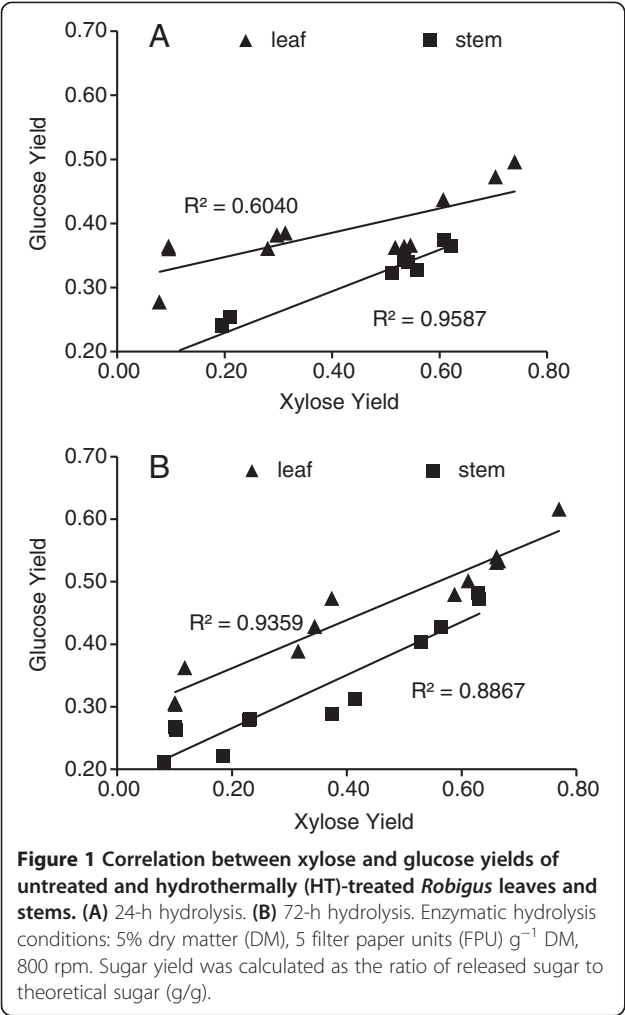 A
leaf
stem
0.70
0.60
0.50
0.40
0.30
0.20
Glucose Yield
R² = 0.6040
R² = 0.9587
0.00 0.20 0.40 0.60 0.80
Xylose Yield
B
leaf
stem
0.70
0.60
0.50
0.40
0.30
0.20
Glucose Yield
R² = 0.9359
R² = 0.8867
0.00 0.20 0.40 0.60 0.80
Xylose Yield
Figure 1 Correlation between xylose and glucose yields of
untreated and hydrothermally (HT)-treated Robigus leaves and
stems. (A) 24-h hydrolysis. (B) 72-h hydrolysis. Enzymatic hydrolysis
conditions: 5% dry matter (DM), 5 filter paper units (FPU) g⁻¹ DM,
800 rpm. Sugar yield was calculated as the ratio of released sugar to
theoretical sugar (g/g).